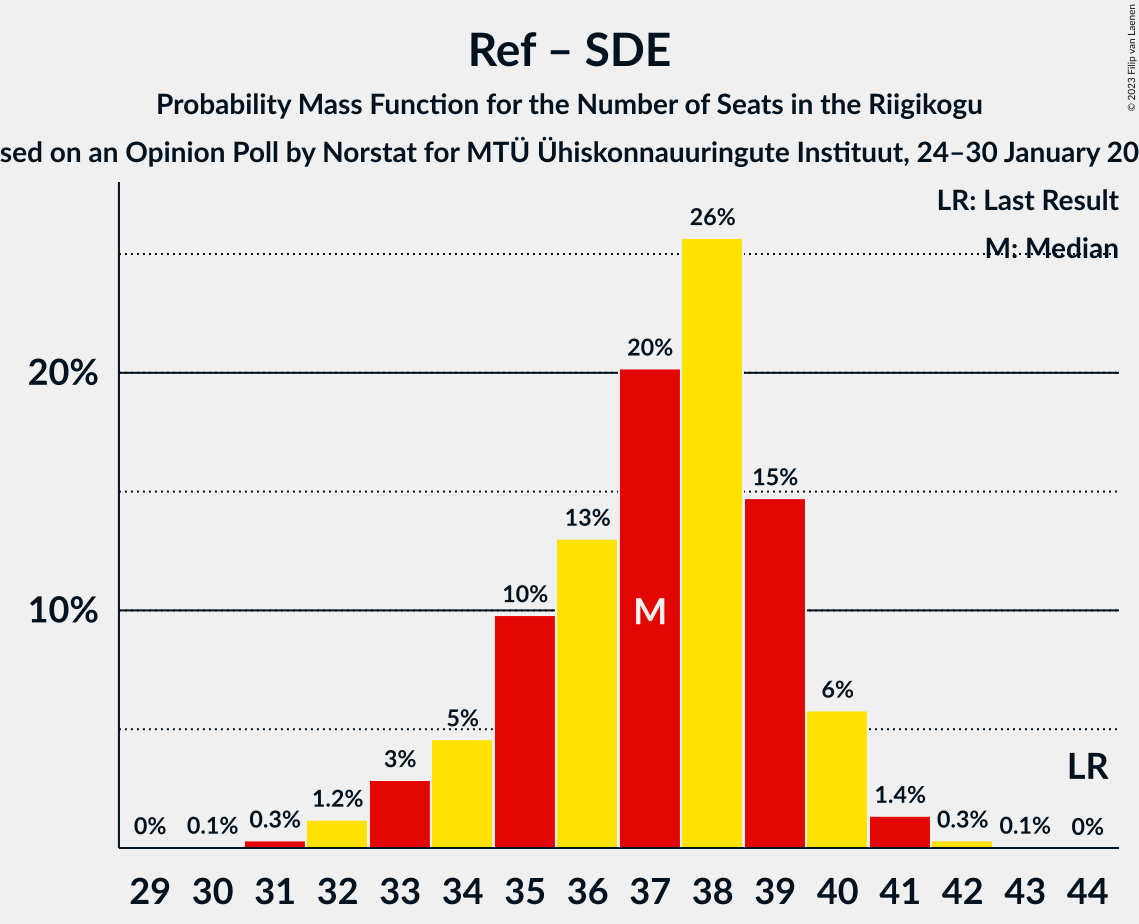 Ref – SDE
Probability Mass Function for the Number of Seats in the Riigikogu
sed on an Opinion Poll by Norstat for MTÜ Ühiskonnauuringute Instituut, 24–30 January 20
© 2023 Filip van Laenen
LR: Last Result
M: Median
26%
20%
20%
15%
13%
M
10%
10%
6%
5%
LR
3%
1.4%
1.2%
0.3%
0.3%
0%
0.1%
0.1%
0%
29 30 31 32 33 34 35 36 37 38 39 40 41 42 43 44